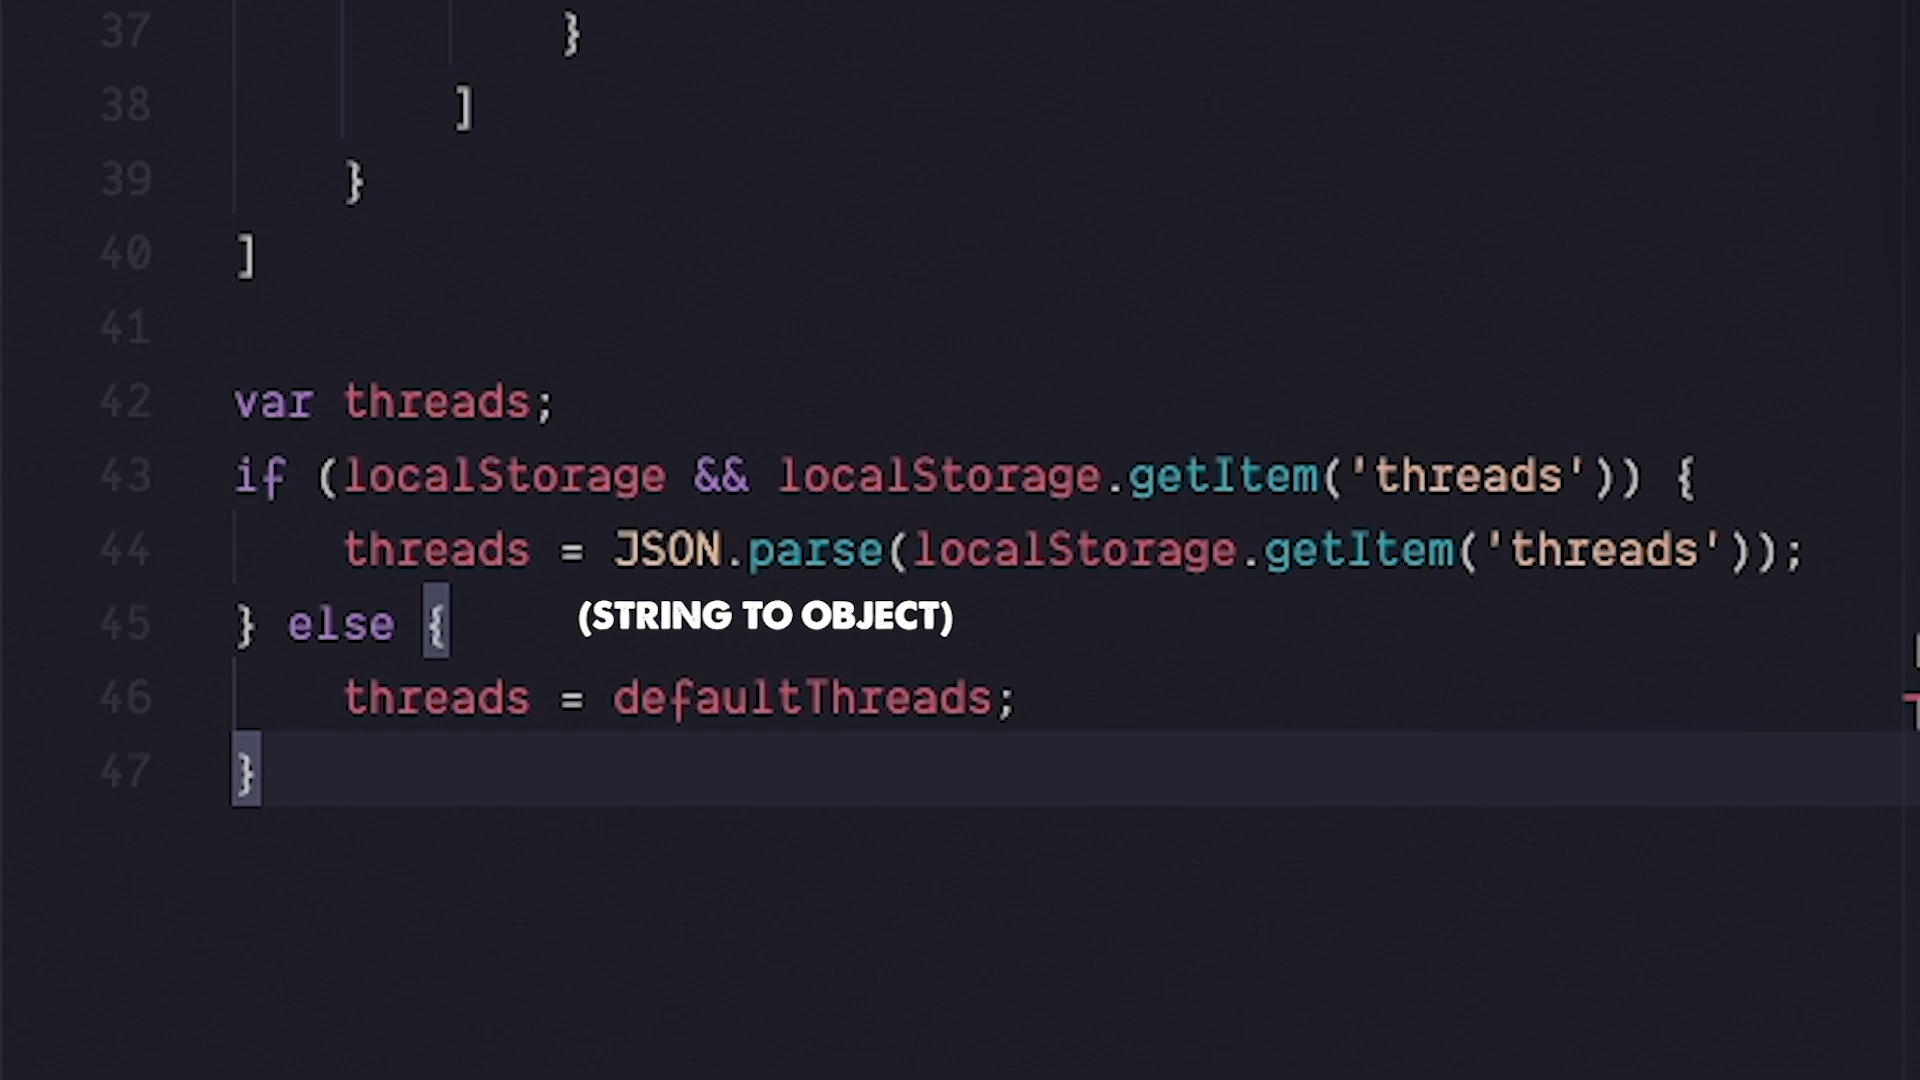 37 }
38 ]
39 }
40 ]
41
42 var threads;
43 if (localStorage && localStorage.getItem('threads')) {
44 threads = JSON.parse(localStorage.getItem('threads'));
45 } else {
(STRING TO OBJECT)
46 threads = defaultThreads;
47 }